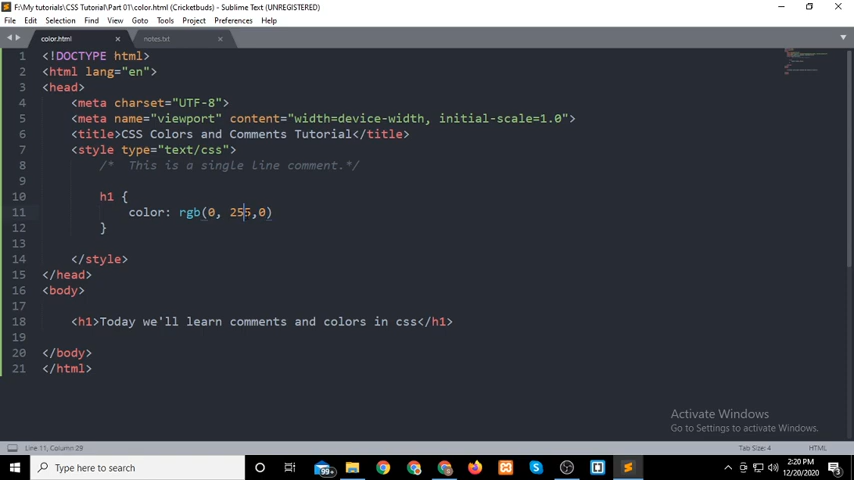 F:\My tutorials\CSS Tutorial\Part 01\color.html (Cricketbuds) - Sublime Text (UNREGISTERED)
File Edit Selection Find View Goto Tools Project Preferences Help
color.html notes.txt
1 <!DOCTYPE html>
2 <html lang="en">
3 <head>
4 <meta charset="UTF-8">
5 <meta name="viewport" content="width=device-width, initial-scale=1.0">
6 <title>CSS Colors and Comments Tutorial</title>
7 <style type="text/css">
8 /*  This is a single line comment.*/
9
10 h1 {
11 color: rgb(0, 255,0)
12 }
13
14 </style>
15 </head>
16 <body>
17
18 <h1>Today we'll learn comments and colors in css</h1>
19
20 </body>
21 </html>
Activate Windows
Go to Settings to activate Windows.
Line 11, Column 29 Tab Size: 4 HTML
Type here to search 99+ 2:20 PM
12/20/2020 3